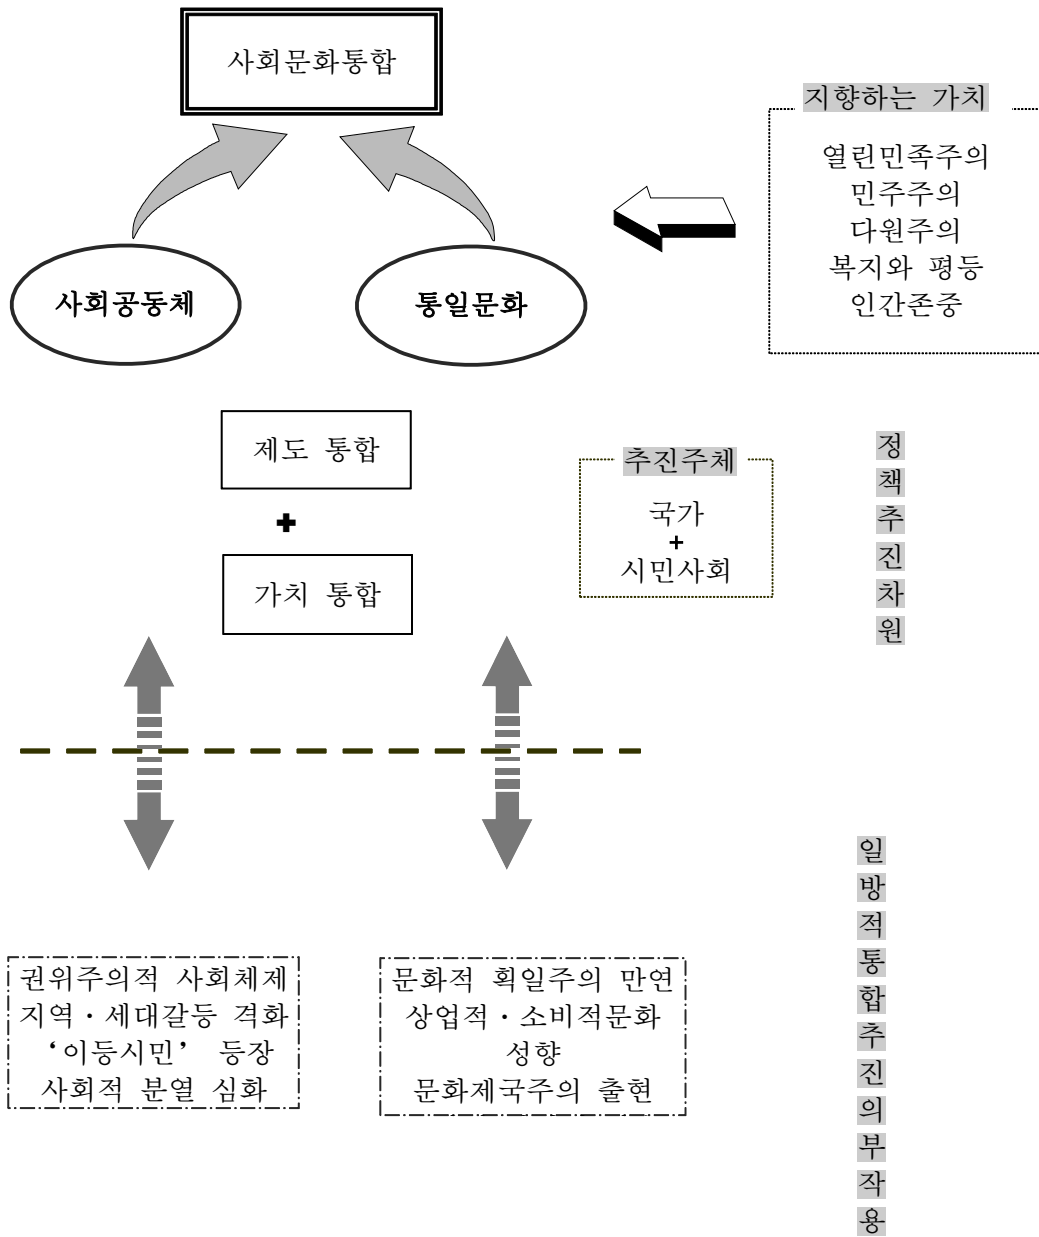 사회문화통합
지향하는 가치
열린민족주의
민주주의
다원주의
복지와 평등
인간존중
사회공동체
통일문화
제도 통합
+
가치 통합
추진주체
국가
+
시민사회
정
책
추
진
차
원
권위주의적 사회체제
지역·세대갈등 격화
‘이등시민’ 등장
사회적 분열 심화
문화적 획일주의 만연
상업적·소비적문화
성향
문화제국주의 출현
일
방
적
통
합
추
진
의
부
작
용